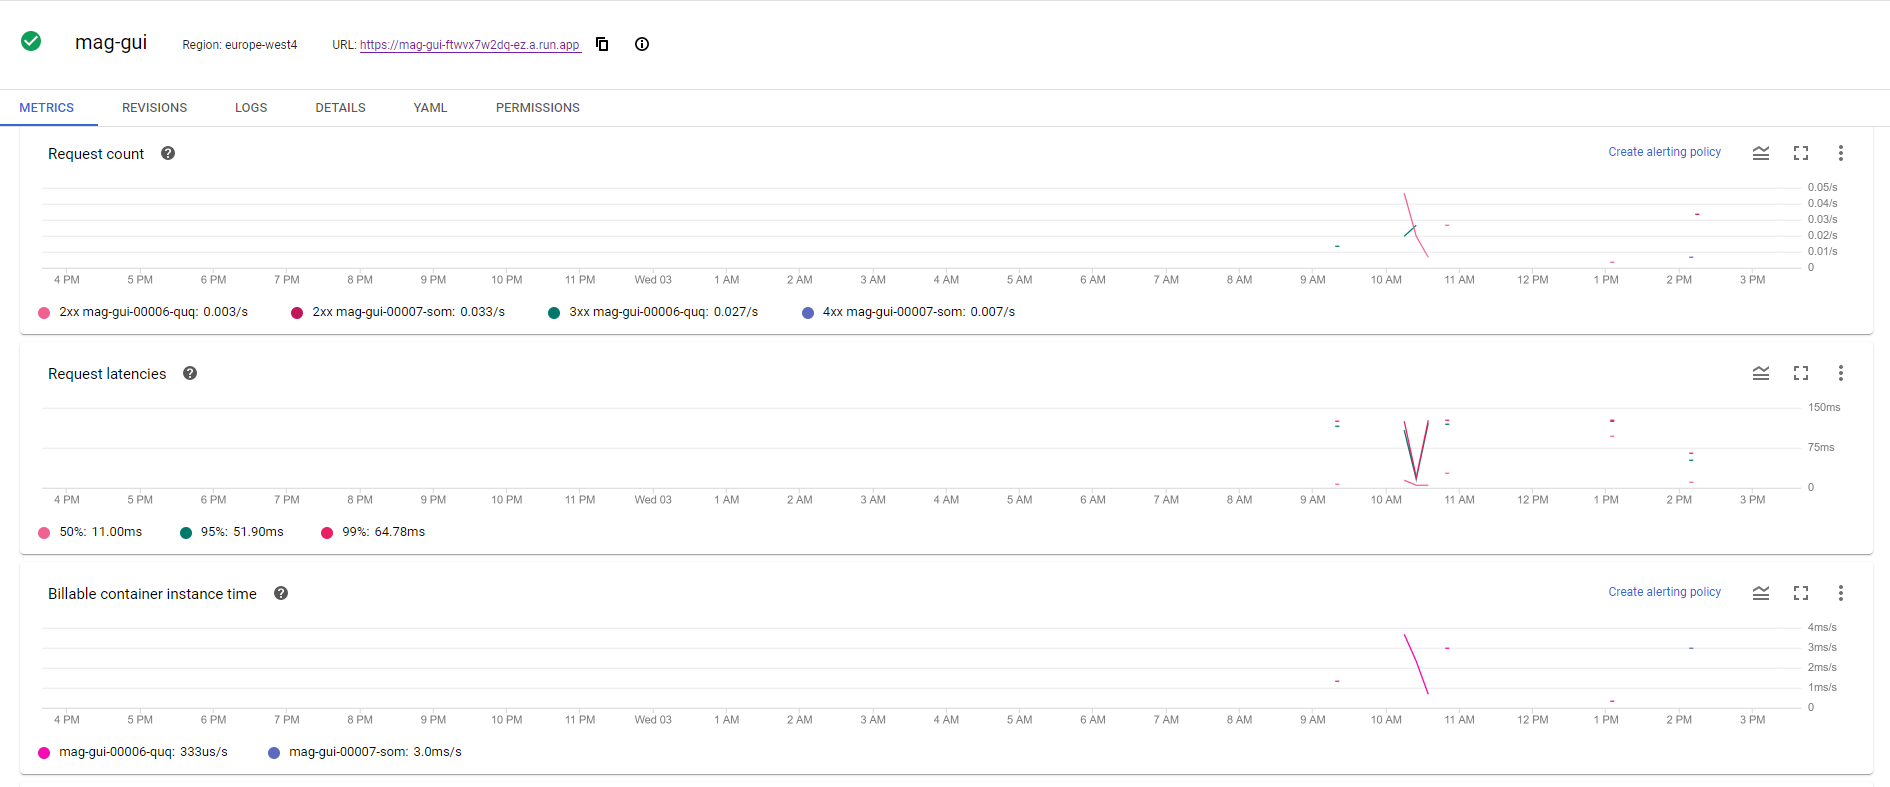 mag-gui Region: europe-west4 URL: https://mag-gui-ftwvx7w2dq-ez.a.run.app
METRICS REVISIONS LOGS DETAILS YAML PERMISSIONS
Request count Create alerting policy
0.05/s
0.04/s
0.03/s
0.02/s
0.01/s
0
4 PM 5 PM 6 PM 7 PM 8 PM 9 PM 10 PM 11 PM Wed 03 1 AM 2 AM 3 AM 4 AM 5 AM 6 AM 7 AM 8 AM 9 AM 10 AM 11 AM 12 PM 1 PM 2 PM 3 PM
2xx mag-gui-00006-quq: 0.003/s 2xx mag-gui-00007-som: 0.033/s 3xx mag-gui-00006-quq: 0.027/s 4xx mag-gui-00007-som: 0.007/s
Request latencies
150ms
75ms
0
4 PM 5 PM 6 PM 7 PM 8 PM 9 PM 10 PM 11 PM Wed 03 1 AM 2 AM 3 AM 4 AM 5 AM 6 AM 7 AM 8 AM 9 AM 10 AM 11 AM 12 PM 1 PM 2 PM 3 PM
50%: 11.00ms 95%: 51.90ms 99%: 64.78ms
Billable container instance time Create alerting policy
4ms/s
3ms/s
2ms/s
1ms/s
0
4 PM 5 PM 6 PM 7 PM 8 PM 9 PM 10 PM 11 PM Wed 03 1 AM 2 AM 3 AM 4 AM 5 AM 6 AM 7 AM 8 AM 9 AM 10 AM 11 AM 12 PM 1 PM 2 PM 3 PM
mag-gui-00006-quq: 333us/s mag-gui-00007-som: 3.0ms/s